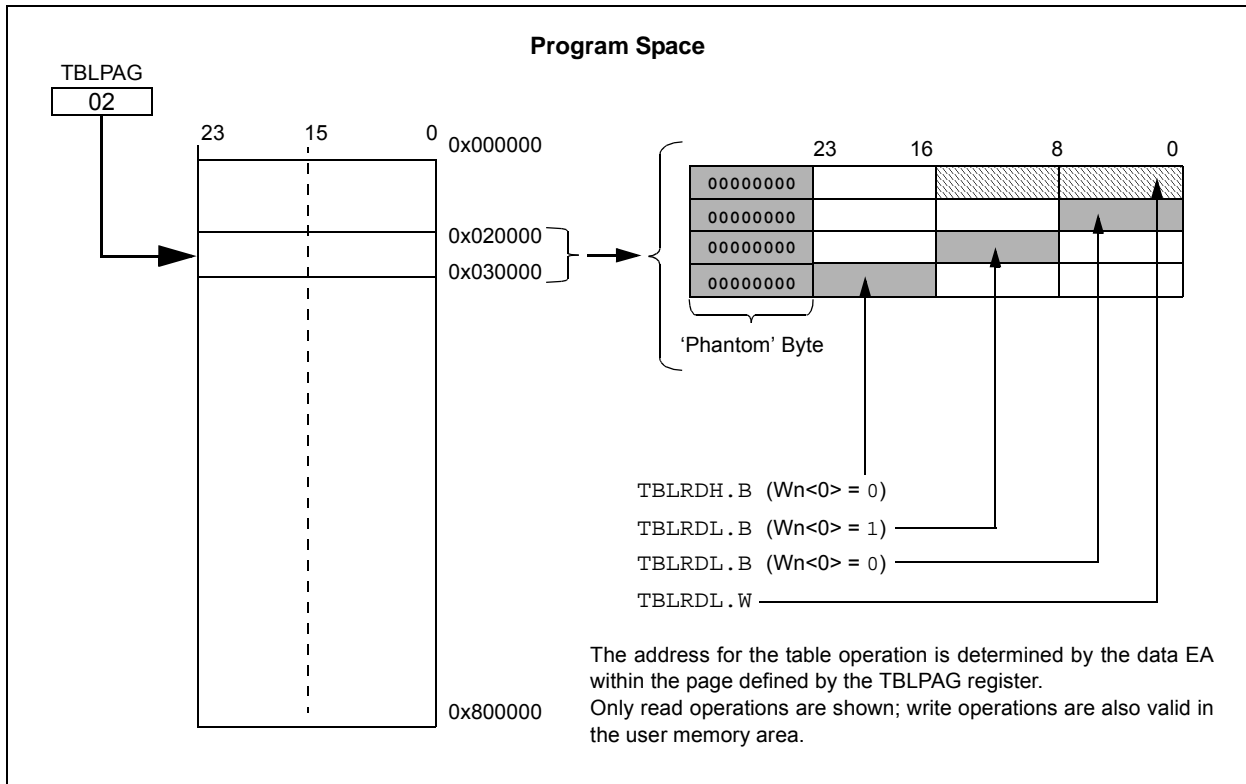 Program Space
TBLPAG
02
23 15 0
0x000000
0x020000
0x030000
0x800000
23 16 8 0
00000000
00000000
00000000
00000000
‘Phantom’ Byte
TBLRDH.B (Wn<0> = 0)
TBLRDL.B (Wn<0> = 1)
TBLRDL.B (Wn<0> = 0)
TBLRDL.W
The address for the table operation is determined by the data EA
within the page defined by the TBLPAG register.
Only read operations are shown; write operations are also valid in
the user memory area.